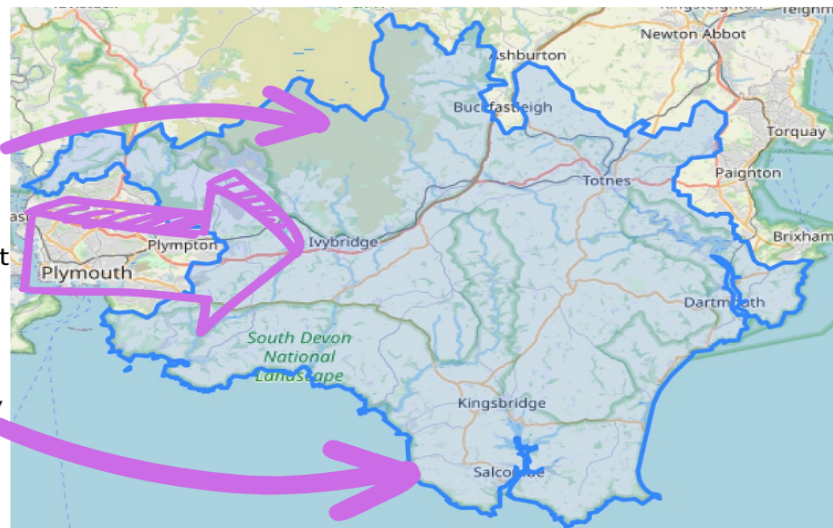 Ashburton
Newton Abbot
Buckfastleigh
Torquay
Totnes
Paignton
Ivybridge
Plympton
Brixham
Plymouth
Dartmouth
South Devon
National
Landscape
Kingsbridge
Salcombe